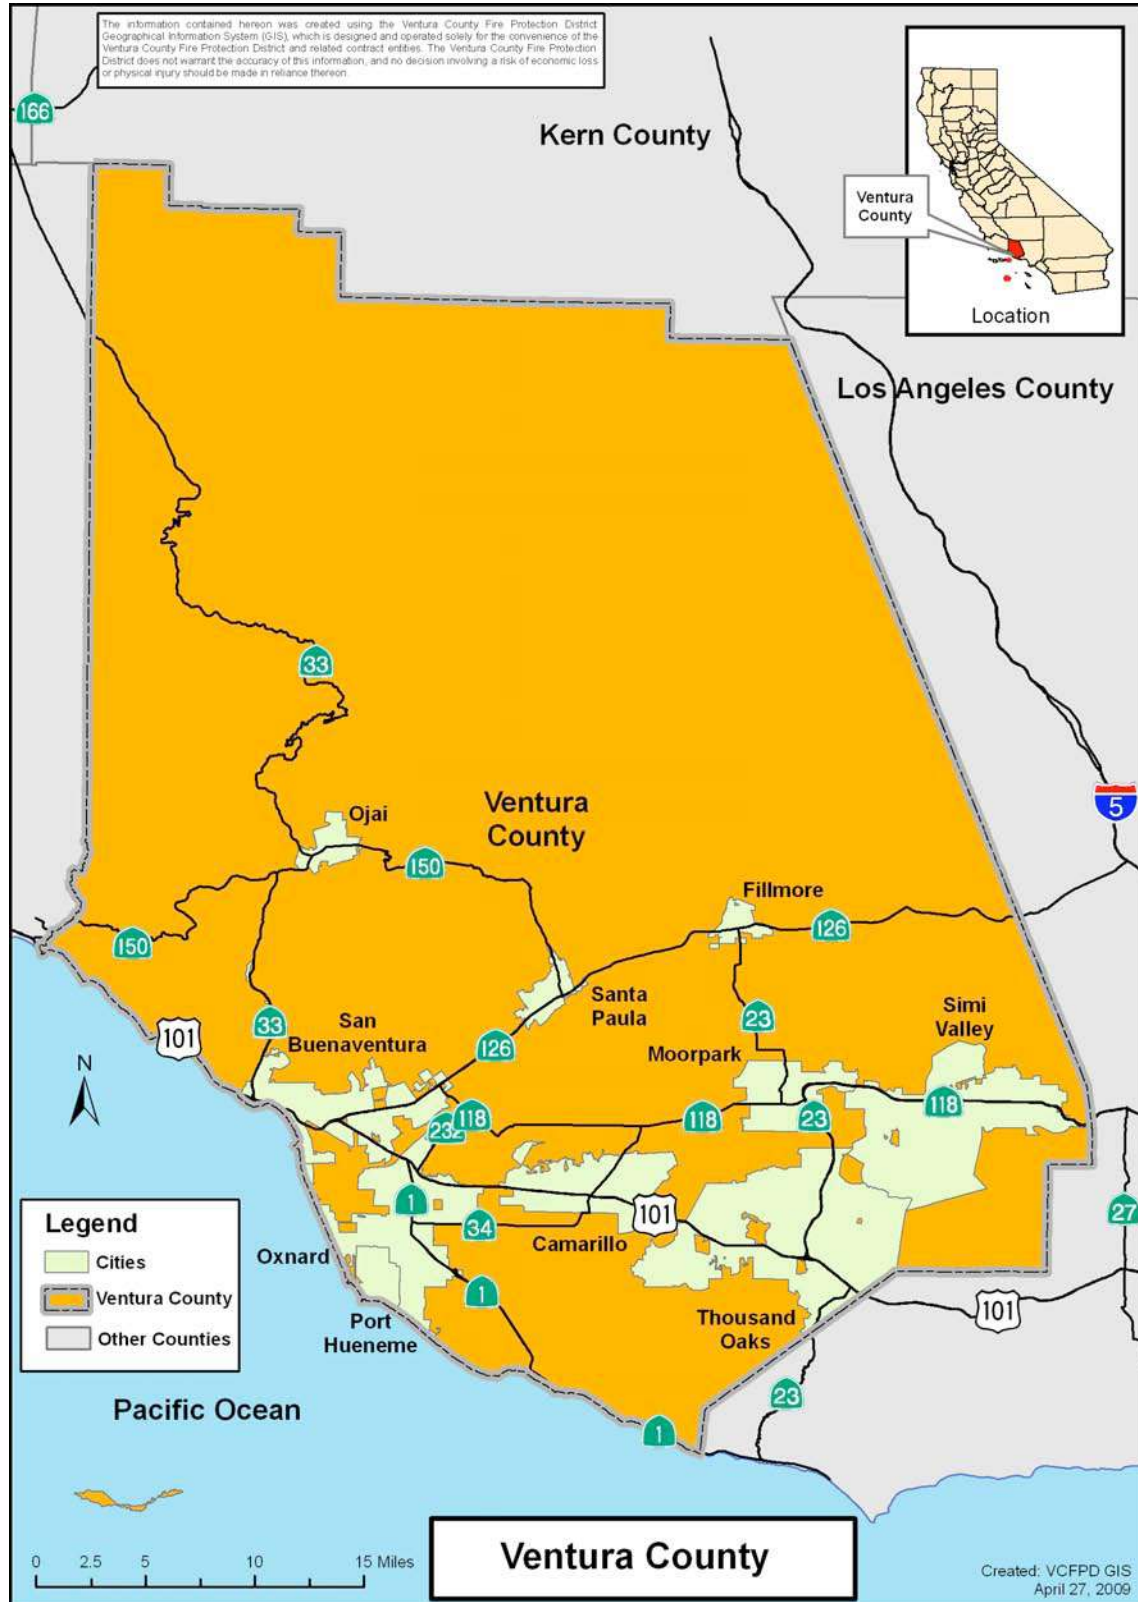 The information contained hereon was created using the Ventura County Fire Protection District
Geographical Information System (GIS), which is designed and operated solely for the convenience of the
Ventura County Fire Protection District and related contract entities. The Ventura County Fire Protection
District does not warrant the accuracy of this information, and no decision involving a risk of economic loss
or physical injury should be made in reliance thereon.
166
Kern County
Ventura
County
Location
Los Angeles County
33
5
Ojai
Ventura
County
150
Fillmore
126
150
Santa
Paula
Simi
Valley
33
San
Buenaventura
101
126
23
Moorpark
N
118
232
118
23
118
1
34
101
27
Legend
Cities
Ventura County
Other Counties
Oxnard
Camarillo
1
101
Port
Hueneme
Thousand
Oaks
23
Pacific Ocean
1
0 2.5 5 10 15 Miles
Ventura County
Created: VCFPD GIS
April 27, 2009